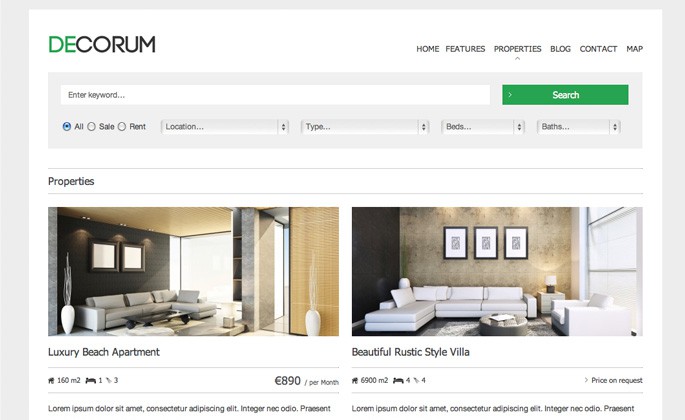 DECORUM
HOME FEATURES PROPERTIES BLOG CONTACT MAP
Enter keyword... Search
All Sale Rent Location... Type... Beds... Baths...
Properties
Luxury Beach Apartment
160 m2 1 3 €890 / per Month
Lorem ipsum dolor sit amet, consectetur adipiscing elit. Integer nec odio. Praesent
Beautiful Rustic Style Villa
6900 m2 4 4 Price on request
Lorem ipsum dolor sit amet, consectetur adipiscing elit. Integer nec odio. Praesent